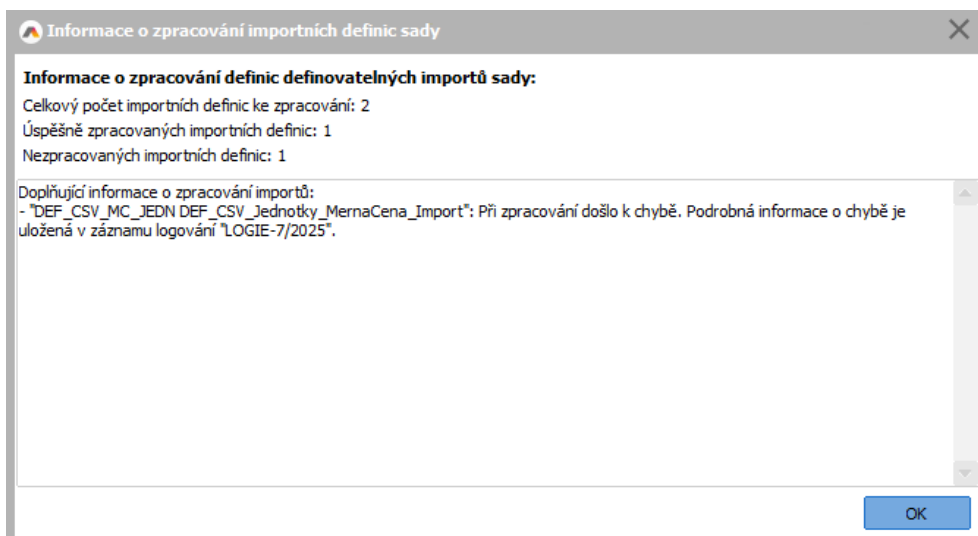 Informace o zpracování importních definic sady
Informace o zpracování definic definovatelných importů sady:
Celkový počet importních definic ke zpracování: 2
Úspěšně zpracovaných importních definic: 1
Nezpracovaných importních definic: 1
Doplňující informace o zpracování importů:
- "DEF_CSV_MC_JEDN DEF_CSV_Jednotky_MernaCena_Import": Při zpracování došlo k chybě. Podrobná informace o chybě je
uložená v záznamu logování "LOGIE-7/2025".
OK